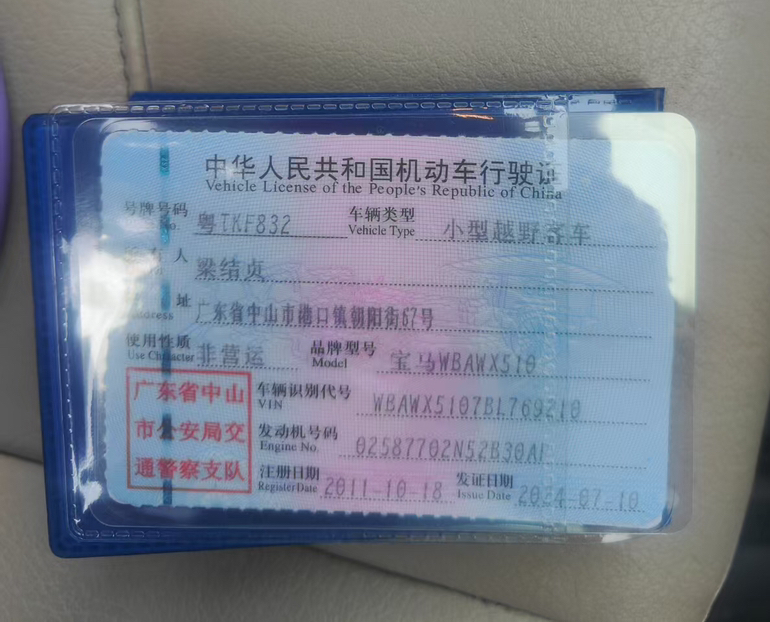 中华人民共和国机动车行驶证
Vehicle License of the People's Republic of China
号牌号码 粤TKF832 车辆类型 小型越野客车
No. Vehicle Type
人 梁结贞
址 广东省中山市港口镇朝阳街67号
Address
使用性质 非营运 品牌型号 宝马WBAWX510
Use Character Model
广东省中山
市公安局交
通警察支队
车辆识别代号 WBAWX5107BL769210
VIN
发动机号码 02587702N52B30AF
Engine No.
注册日期 2011-10-18 发证日期 2024-07-10
Register Date Issue Date